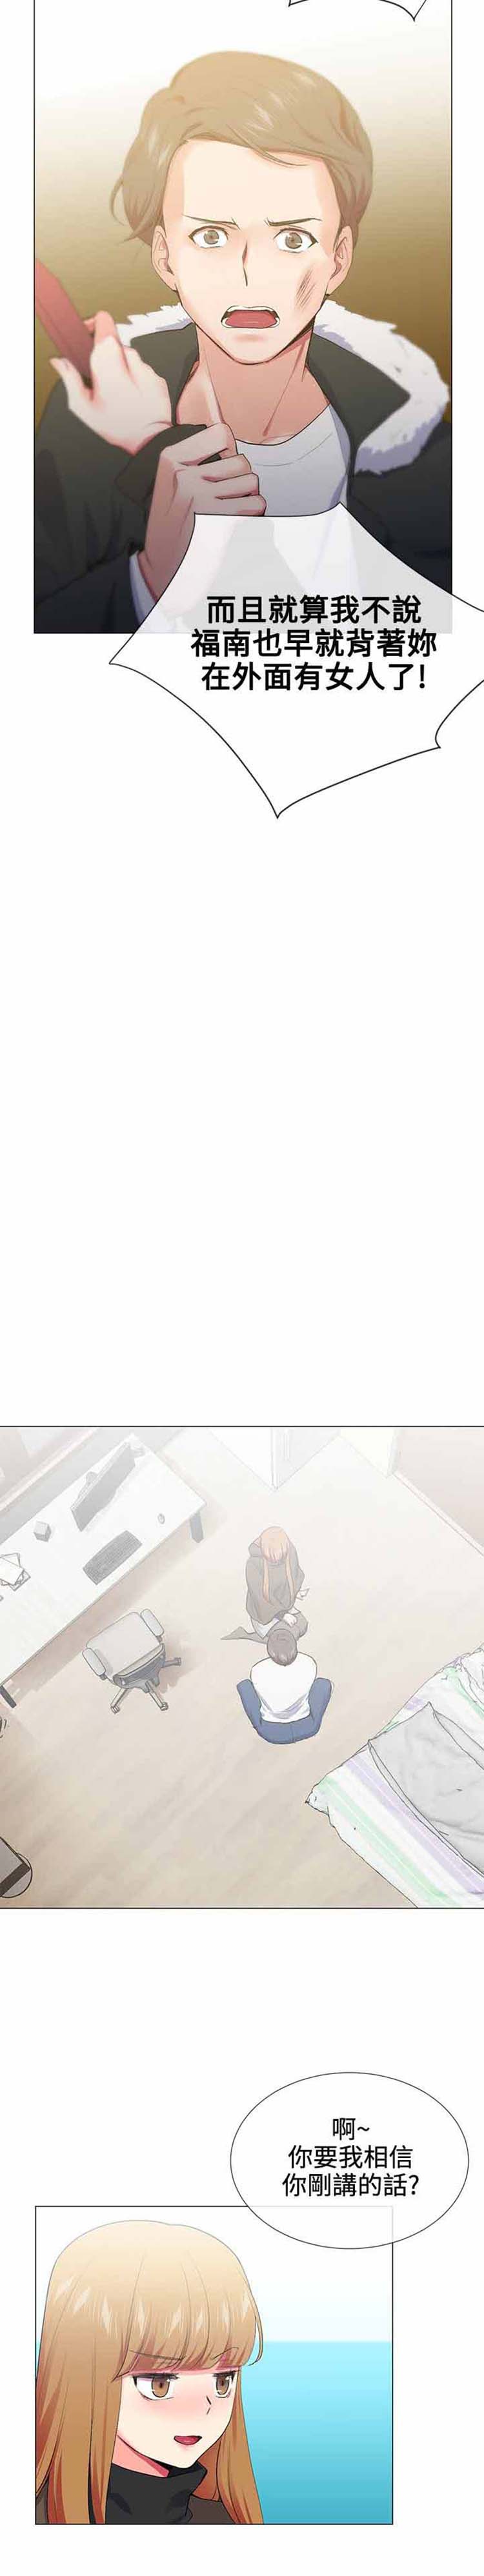 而且就算我不說
福南也早就背著妳
在外面有女人了!
啊~
你要我相信
你剛講的話?